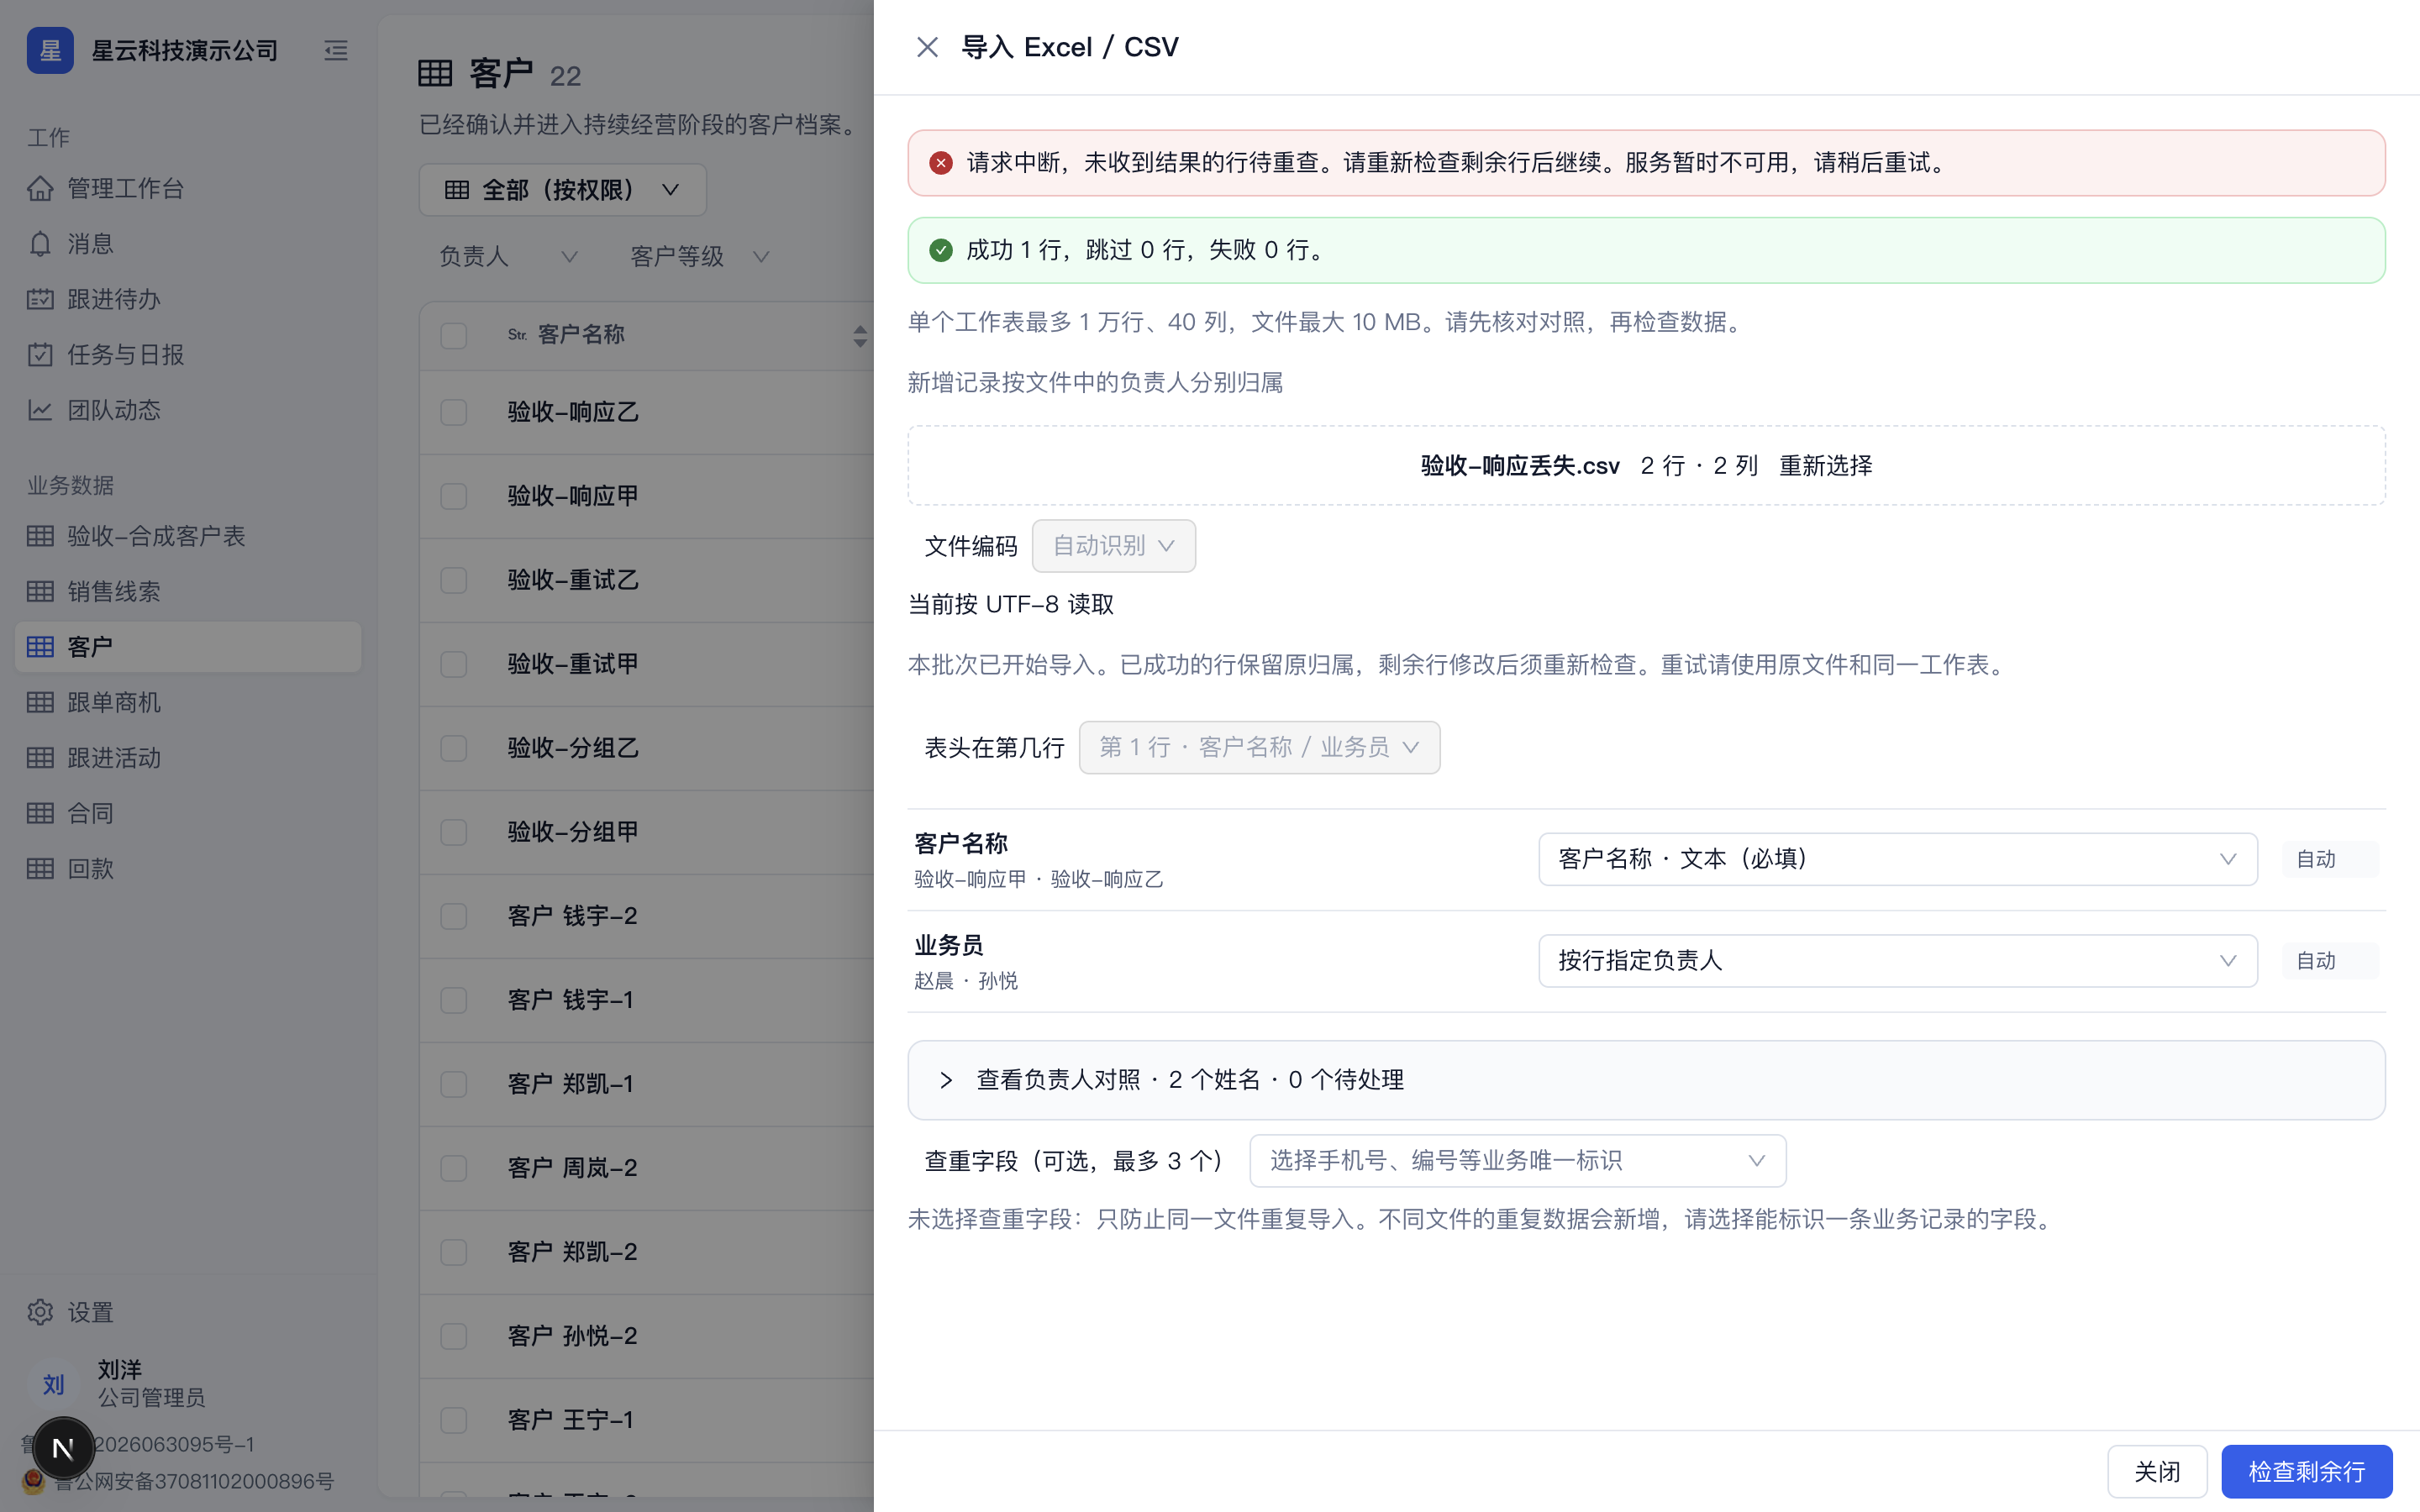 星 星云科技演示公司
工作
管理工作台
消息
跟进待办
任务与日报
团队动态
业务数据
验收-合成客户表
销售线索
客户
跟单商机
跟进活动
合同
回款
设置
刘 刘洋
公司管理员
2026063095号-1
公网安备37081102000896号
N
客户 22
已经确认并进入持续经营阶段的客户档案。
全部（按权限）
负责人 客户等级
Str. 客户名称
验收-响应乙
验收-响应甲
验收-重试乙
验收-重试甲
验收-分组乙
验收-分组甲
客户 钱宇-2
客户 钱宇-1
客户 郑凯-1
客户 周岚-2
客户 郑凯-2
客户 孙悦-2
客户 王宁-1
导入 Excel / CSV
请求中断，未收到结果的行待重查。请重新检查剩余行后继续。服务暂时不可用，请稍后重试。
成功 1 行，跳过 0 行，失败 0 行。
单个工作表最多 1 万行、40 列，文件最大 10 MB。请先核对对照，再检查数据。
新增记录按文件中的负责人分别归属
验收-响应丢失.csv 2 行 · 2 列 重新选择
文件编码 自动识别
当前按 UTF-8 读取
本批次已开始导入。已成功的行保留原归属，剩余行修改后须重新检查。重试请使用原文件和同一工作表。
表头在第几行 第 1 行 · 客户名称 / 业务员
客户名称
验收-响应甲 · 验收-响应乙
客户名称 · 文本（必填） 自动
业务员
赵晨 · 孙悦
按行指定负责人 自动
查看负责人对照 · 2 个姓名 · 0 个待处理
查重字段（可选，最多 3 个） 选择手机号、编号等业务唯一标识
未选择查重字段：只防止同一文件重复导入。不同文件的重复数据会新增，请选择能标识一条业务记录的字段。
关闭 检查剩余行